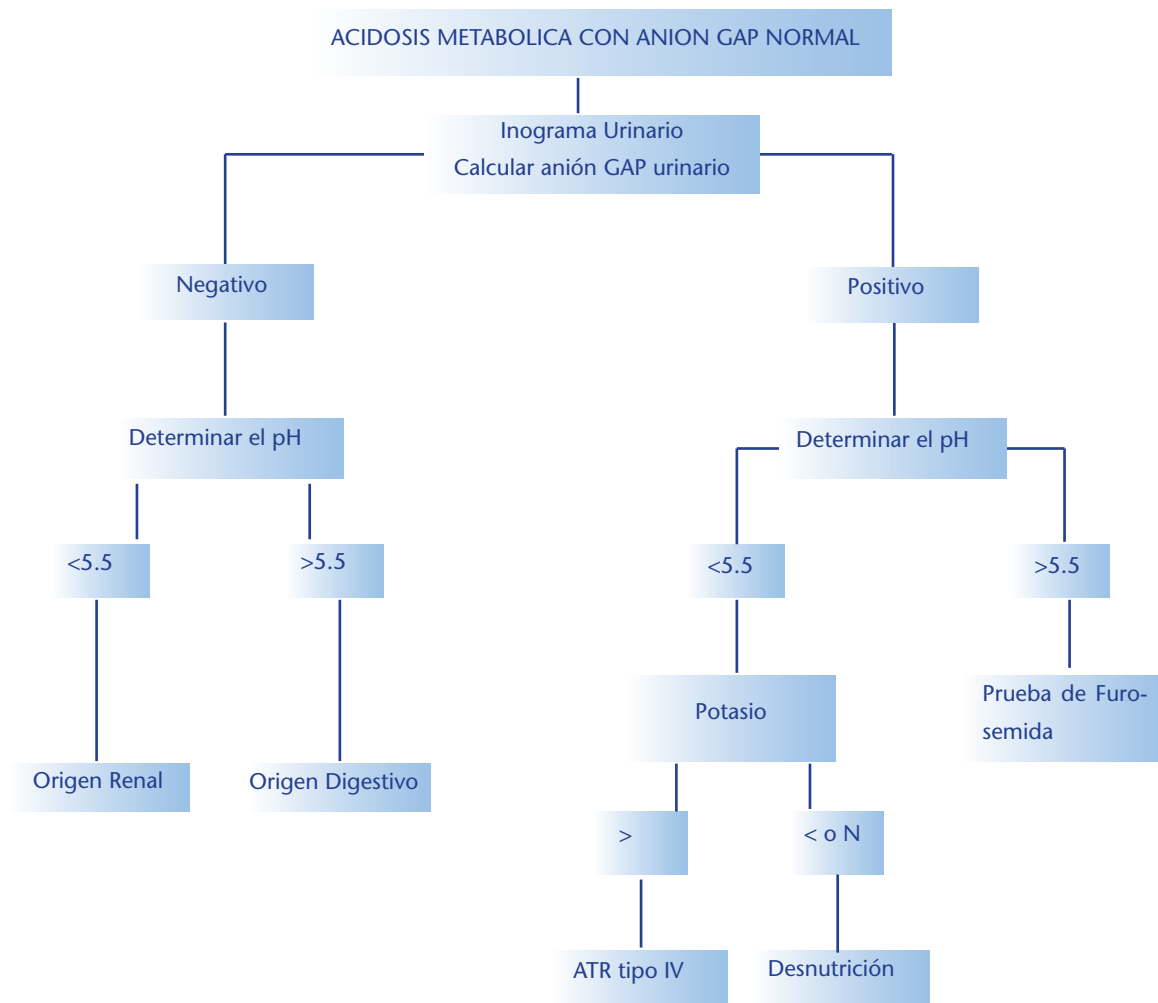 ACIDOSIS METABOLICA CON ANION GAP NORMAL
Inograma Urinario
Calcular anión GAP urinario
Negativo
Positivo
Determinar el pH
Determinar el pH
<5.5
>5.5
<5.5
>5.5
Potasio
Prueba de Furo-
semida
Origen Renal
Origen Digestivo
>
< o N
ATR tipo IV
Desnutrición